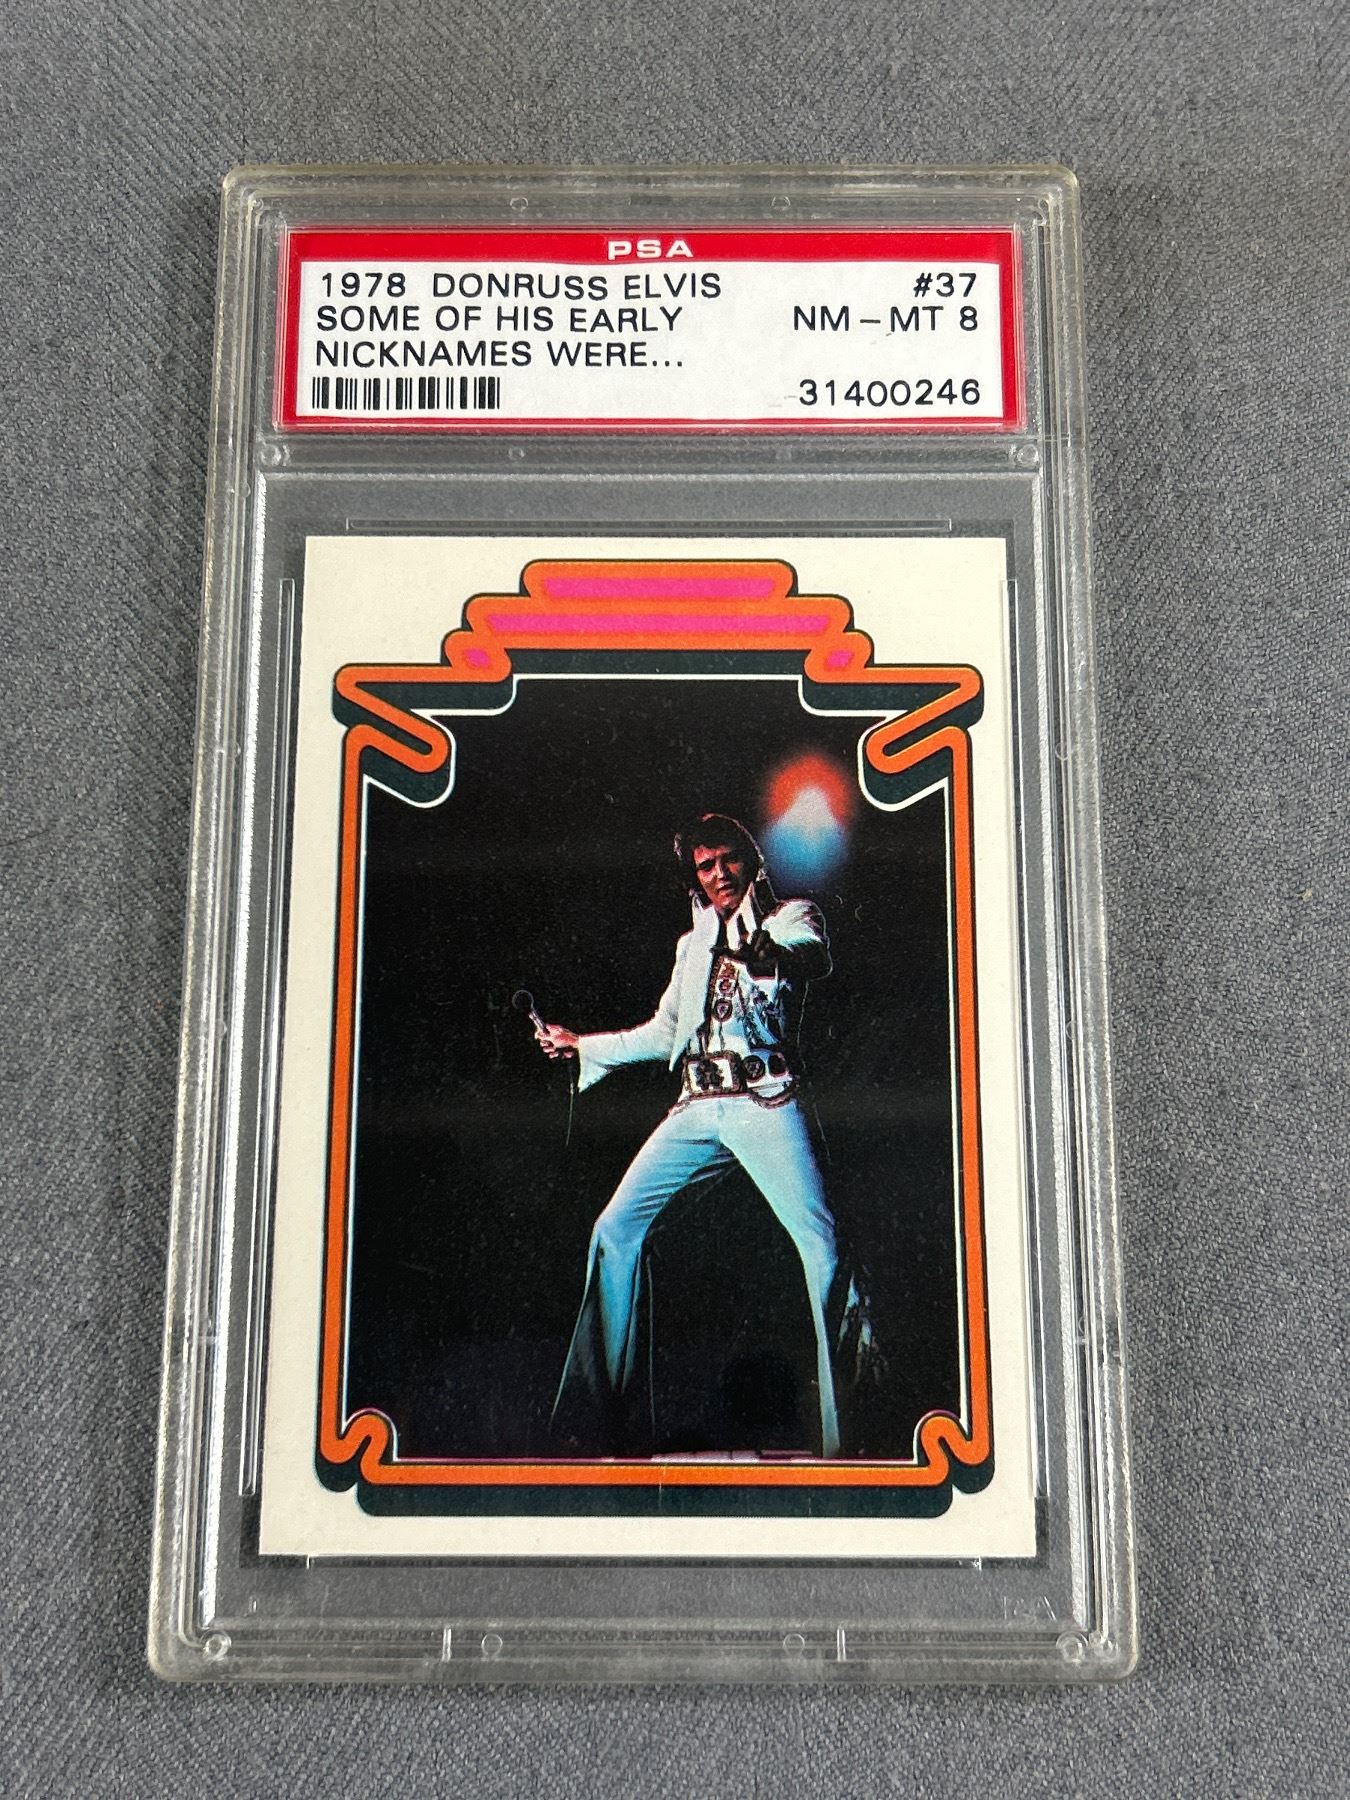 PSA
1978 DONRUSS ELVIS #37
SOME OF HIS EARLY NM-MT 8
NICKNAMES WERE...
31400246